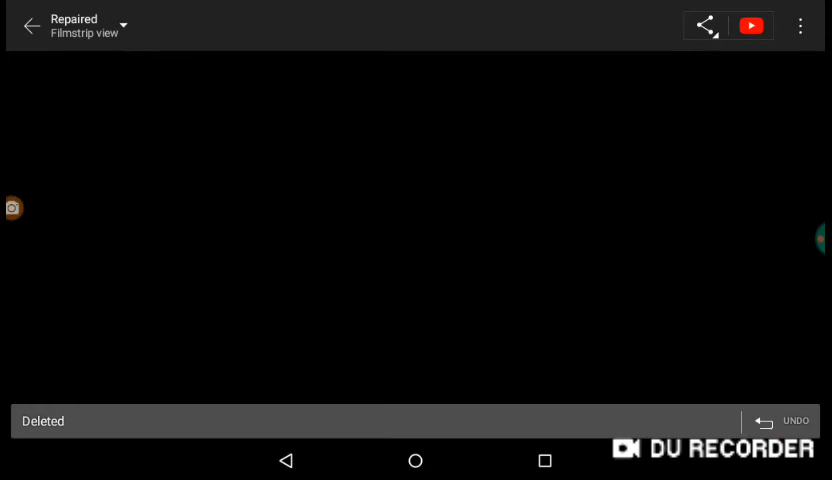 Repaired
Filmstrip view
Deleted
UNDO
DU RECORDER